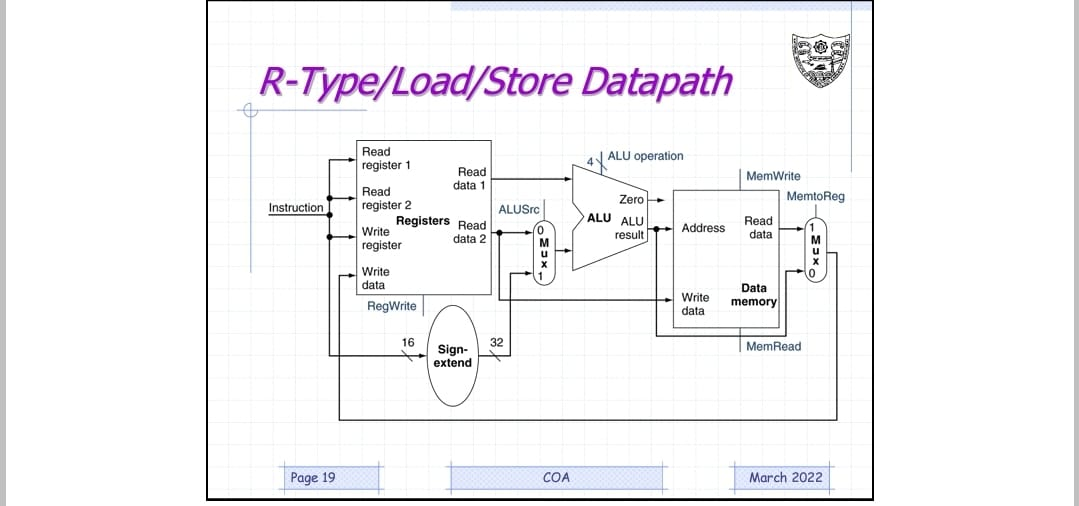 R-Type/Load/Store Datapath
Read
register 1
Read
register 2
Instruction
Registers
Write
register
Write
data
RegWrite
Read
data 1
Read
data 2
16
Sign-
extend
32
ALUSrc
0
M
u
x
1
4
ALU operation
Zero
ALU
ALU
result
MemWrite
MemtoReg
Address
Read
data
Write
data
Data
memory
MemRead
1
M
u
x
0
Page 19
COA
March 2022